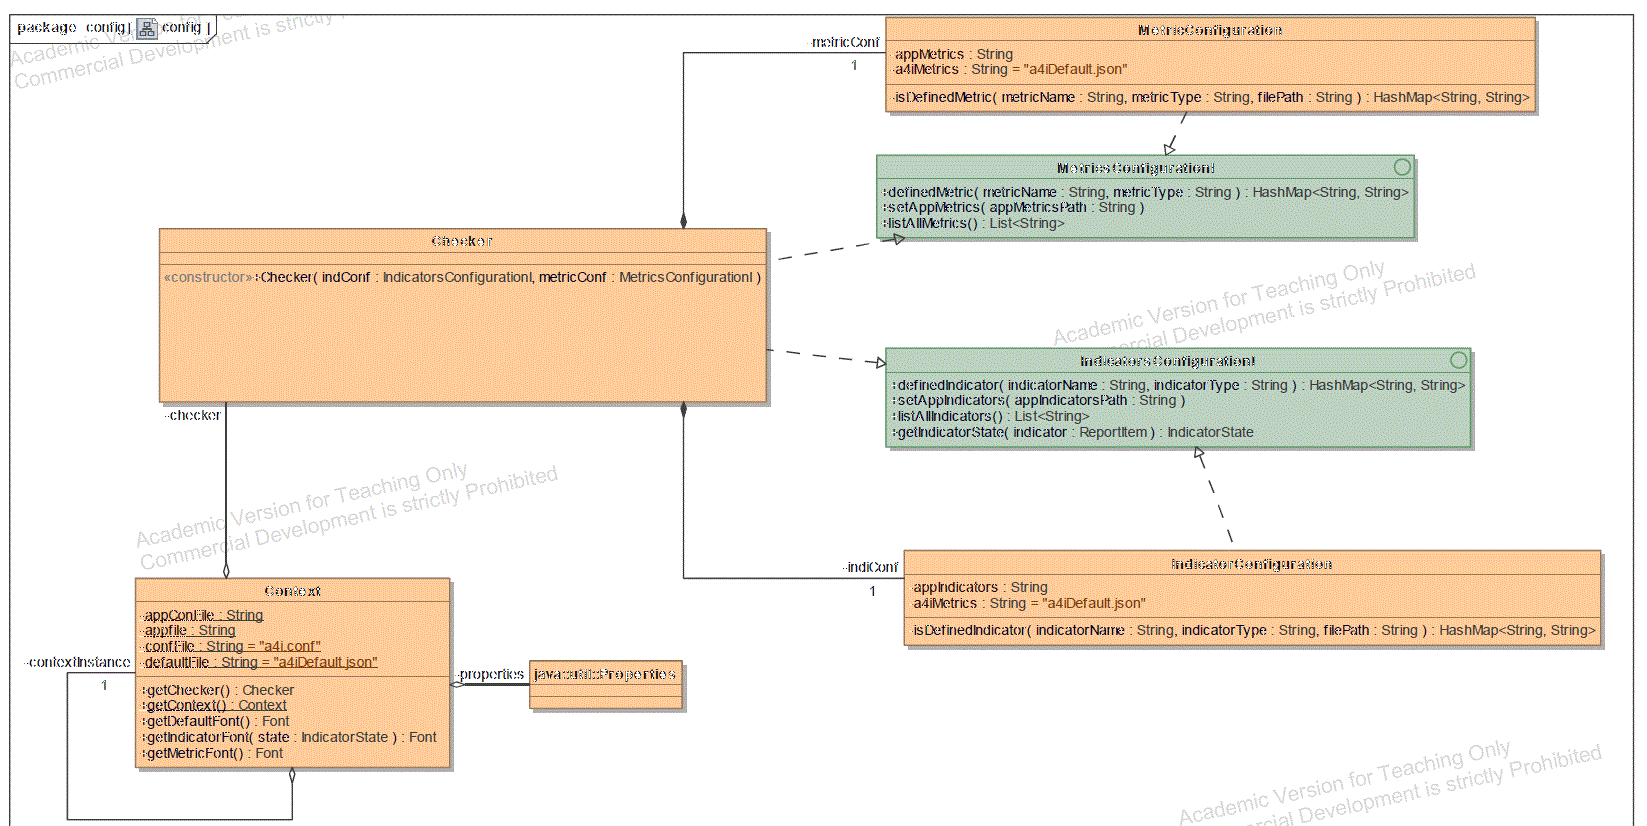 package config[ config ]
Academic Version for Teaching Only
Commercial Development is strictly Prohibited
-metricConf
1
MetricConfiguration
-appMetrics : String
-a4iMetrics : String = "a4iDefault.json"
-isDefinedMetric( metricName : String, metricType : String, filePath : String ) : HashMap<String, String>
MetricsConfigurationI
+definedMetric( metricName : String, metricType : String ) : HashMap<String, String>
+setAppMetrics( appMetricsPath : String )
+listAllMetrics() : List<String>
Checker
«constructor»+Checker( indConf : IndicatorsConfigurationI, metricConf : MetricsConfigurationI )
Academic Version for Teaching Only
Commercial Development is strictly Prohibited
IndicatorsConfigurationI
+definedIndicator( indicatorName : String, indicatorType : String ) : HashMap<String, String>
+setAppIndicators( appIndicatorsPath : String )
+listAllIndicators() : List<String>
+getIndicatorState( indicator : ReportItem ) : IndicatorState
-checker
Academic Version for Teaching Only
Commercial Development is strictly Prohibited
-indiConf
1
IndicatorConfiguration
-appIndicators : String
-a4iMetrics : String = "a4iDefault.json"
-isDefinedIndicator( indicatorName : String, indicatorType : String, filePath : String ) : HashMap<String, String>
Context
-appConFile : String
-appfile : String
-confFile : String = "a4i.conf"
-defaultFile : String = "a4iDefault.json"
+getChecker() : Checker
+getContext() : Context
+getDefaultFont() : Font
+getIndicatorFont( state : IndicatorState ) : Font
+getMetricFont() : Font
-contextInstance
1
-properties
java::util::Properties
Academic Version for Teaching Only
Commercial Development is strictly Prohibited